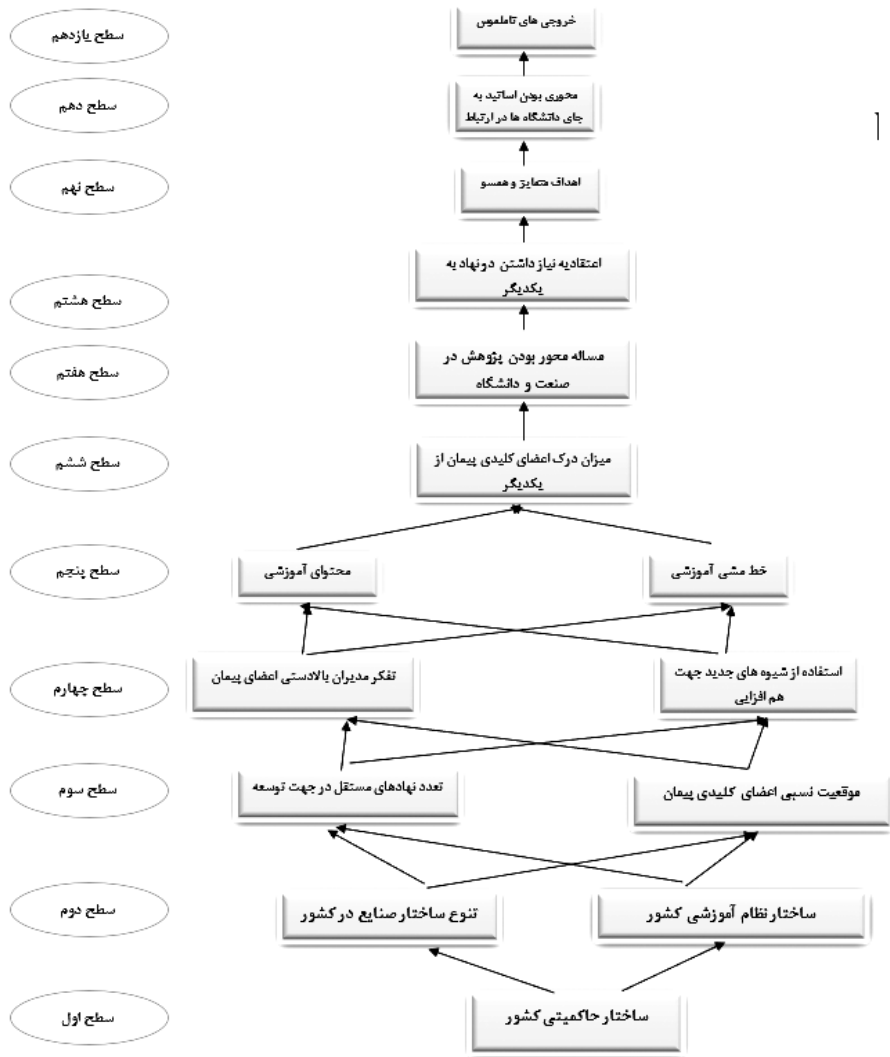 سطح یازدهم
خروجی های ناملموس
سطح دهم
محوری بودن اساتید به
جای دانشگاه ها در ارتباط
سطح نهم
اهداف متمایز و همسو
سطح هشتم
اعتقادبه نیاز داشتن دونهاد به
یکدیگر
سطح هفتم
مساله محور بودن پژوهش در
صنعت و دانشگاه
سطح ششم
میزان درک اعضای کلیدی پیمان از
یکدیگر
سطح پنجم
خط مشی آموزشی
محتوای آموزشی
سطح چهارم
استفاده از شیوه های جدید جهت
هم افزایی
تفکر مدیران بالادستی اعضای پیمان
سطح سوم
موقعیت نسبی اعضای کلیدی پیمان
تعدد نهادهای مستقل در جهت توسعه
سطح دوم
ساختار نظام آموزشی کشور
تنوع ساختار صنایع در کشور
سطح اول
ساختار حاکمیتی کشور